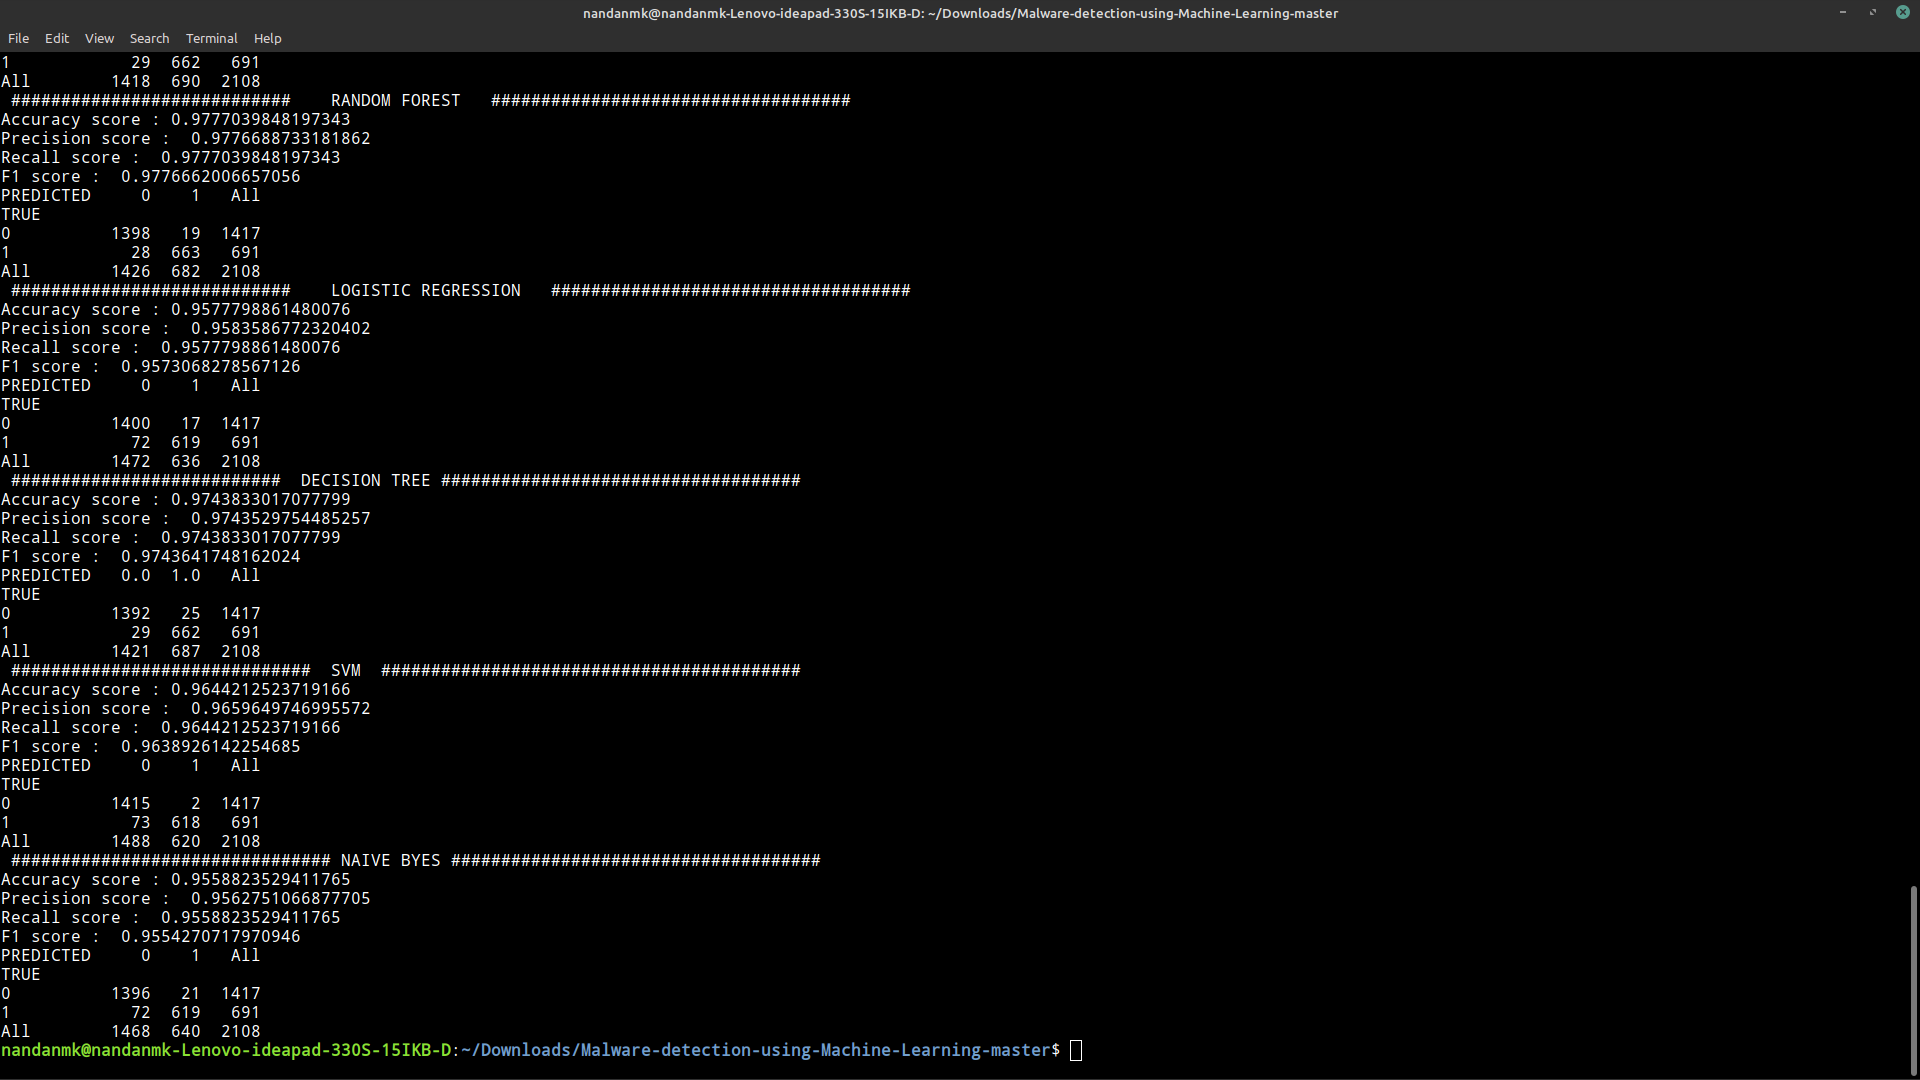 nandanmk@nandanmk-Lenovo-ideapad-330S-15IKB-D: ~/Downloads/Malware-detection-using-Machine-Learning-master
File Edit View Search Terminal Help
1 29 662 691
All 1418 690 2108
############################ RANDOM FOREST ####################################
Accuracy score : 0.9777039848197343
Precision score : 0.9776688733181862
Recall score : 0.9777039848197343
F1 score : 0.9776662006657056
PREDICTED 0 1 All
TRUE
0 1398 19 1417
1 28 663 691
All 1426 682 2108
############################ LOGISTIC REGRESSION ####################################
Accuracy score : 0.9577798861480076
Precision score : 0.9583586772320402
Recall score : 0.9577798861480076
F1 score : 0.9573068278567126
PREDICTED 0 1 All
TRUE
0 1400 17 1417
1 72 619 691
All 1472 636 2108
########################### DECISION TREE ####################################
Accuracy score : 0.9743833017077799
Precision score : 0.9743529754485257
Recall score : 0.9743833017077799
F1 score : 0.9743641748162024
PREDICTED 0.0 1.0 All
TRUE
0 1392 25 1417
1 29 662 691
All 1421 687 2108
############################## SVM ##########################################
Accuracy score : 0.9644212523719166
Precision score : 0.9659649746995572
Recall score : 0.9644212523719166
F1 score : 0.9638926142254685
PREDICTED 0 1 All
TRUE
0 1415 2 1417
1 73 618 691
All 1488 620 2108
################################ NAIVE BYES #####################################
Accuracy score : 0.9558823529411765
Precision score : 0.9562751066877705
Recall score : 0.9558823529411765
F1 score : 0.9554270717970946
PREDICTED 0 1 All
TRUE
0 1396 21 1417
1 72 619 691
All 1468 640 2108
nandanmk@nandanmk-Lenovo-ideapad-330S-15IKB-D:~/Downloads/Malware-detection-using-Machine-Learning-master$